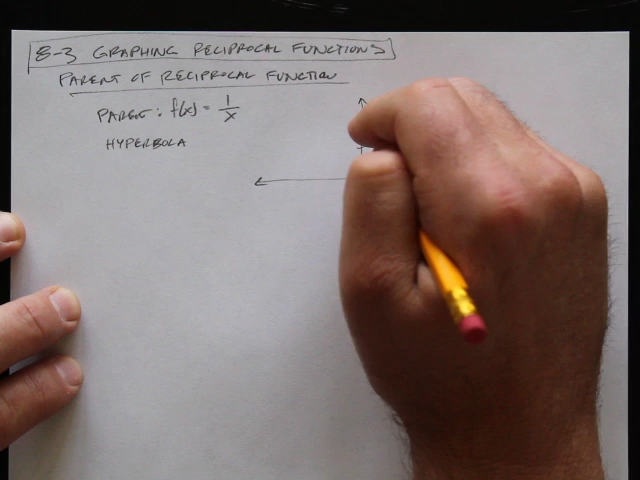 8-3 GRAPHING RECIPROCAL FUNCTIONS
PARENT OF RECIPROCAL FUNCTION
PARENT: f(x) = 1/x
HYPERBOLA